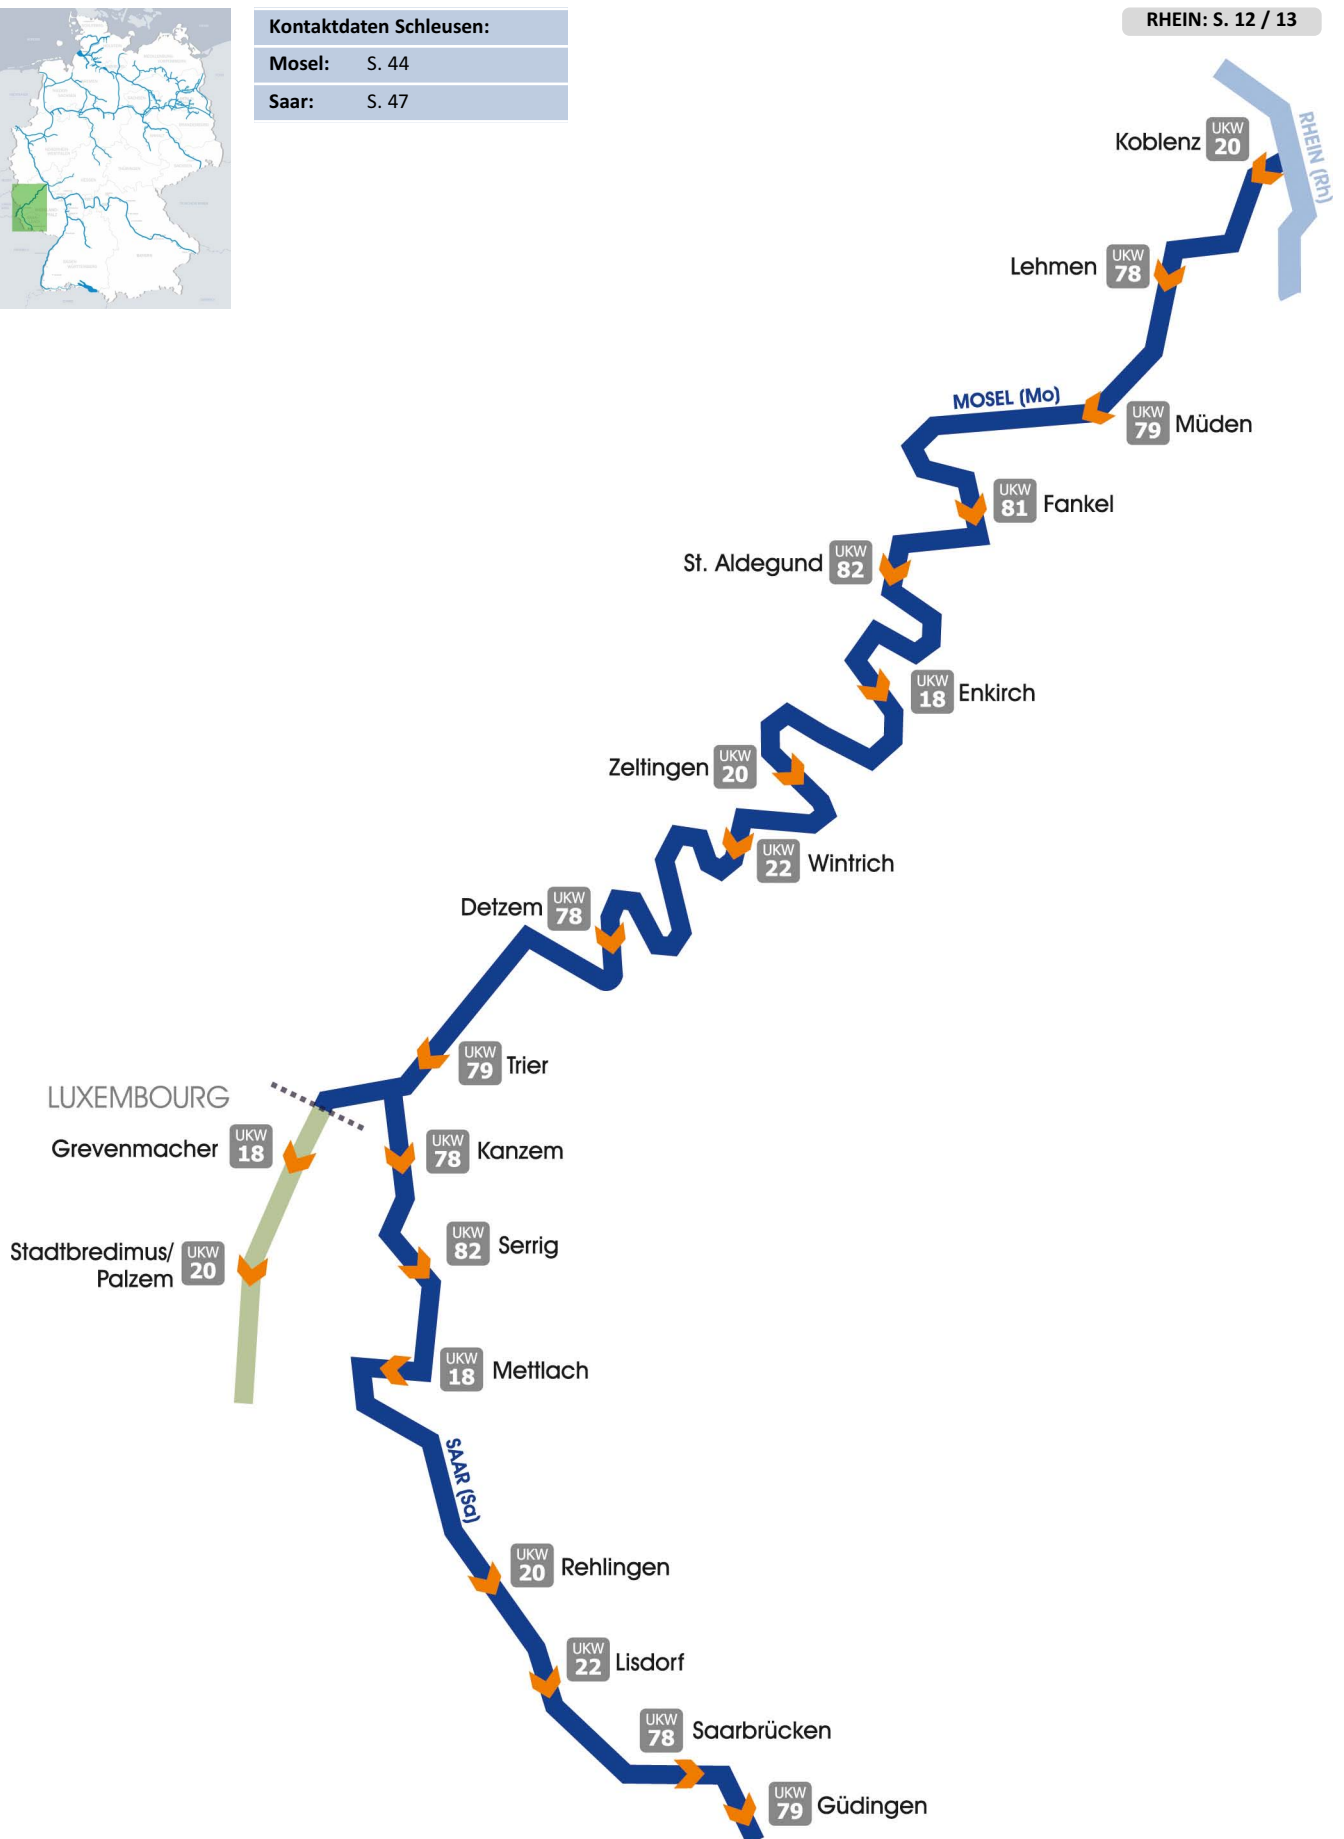 Kontaktdaten Schleusen:
Mosel: S. 44
Saar: S. 47
RHEIN: S. 12 / 13
RHEIN (Rh)
Koblenz UKW 20
Lehmen UKW 78
MOSEL (Mo)
UKW 79 Müden
UKW 81 Fankel
St. Aldegund UKW 82
UKW 18 Enkirch
Zeltingen UKW 20
UKW 22 Wintrich
Detzem UKW 78
UKW 79 Trier
LUXEMBOURG
Grevenmacher UKW 18
UKW 78 Kanzem
Stadtbredimus/
Palzem UKW 20
UKW 82 Serrig
UKW 18 Mettlach
SAAR (Sa)
UKW 20 Rehlingen
UKW 22 Lisdorf
UKW 78 Saarbrücken
UKW 79 Güdingen